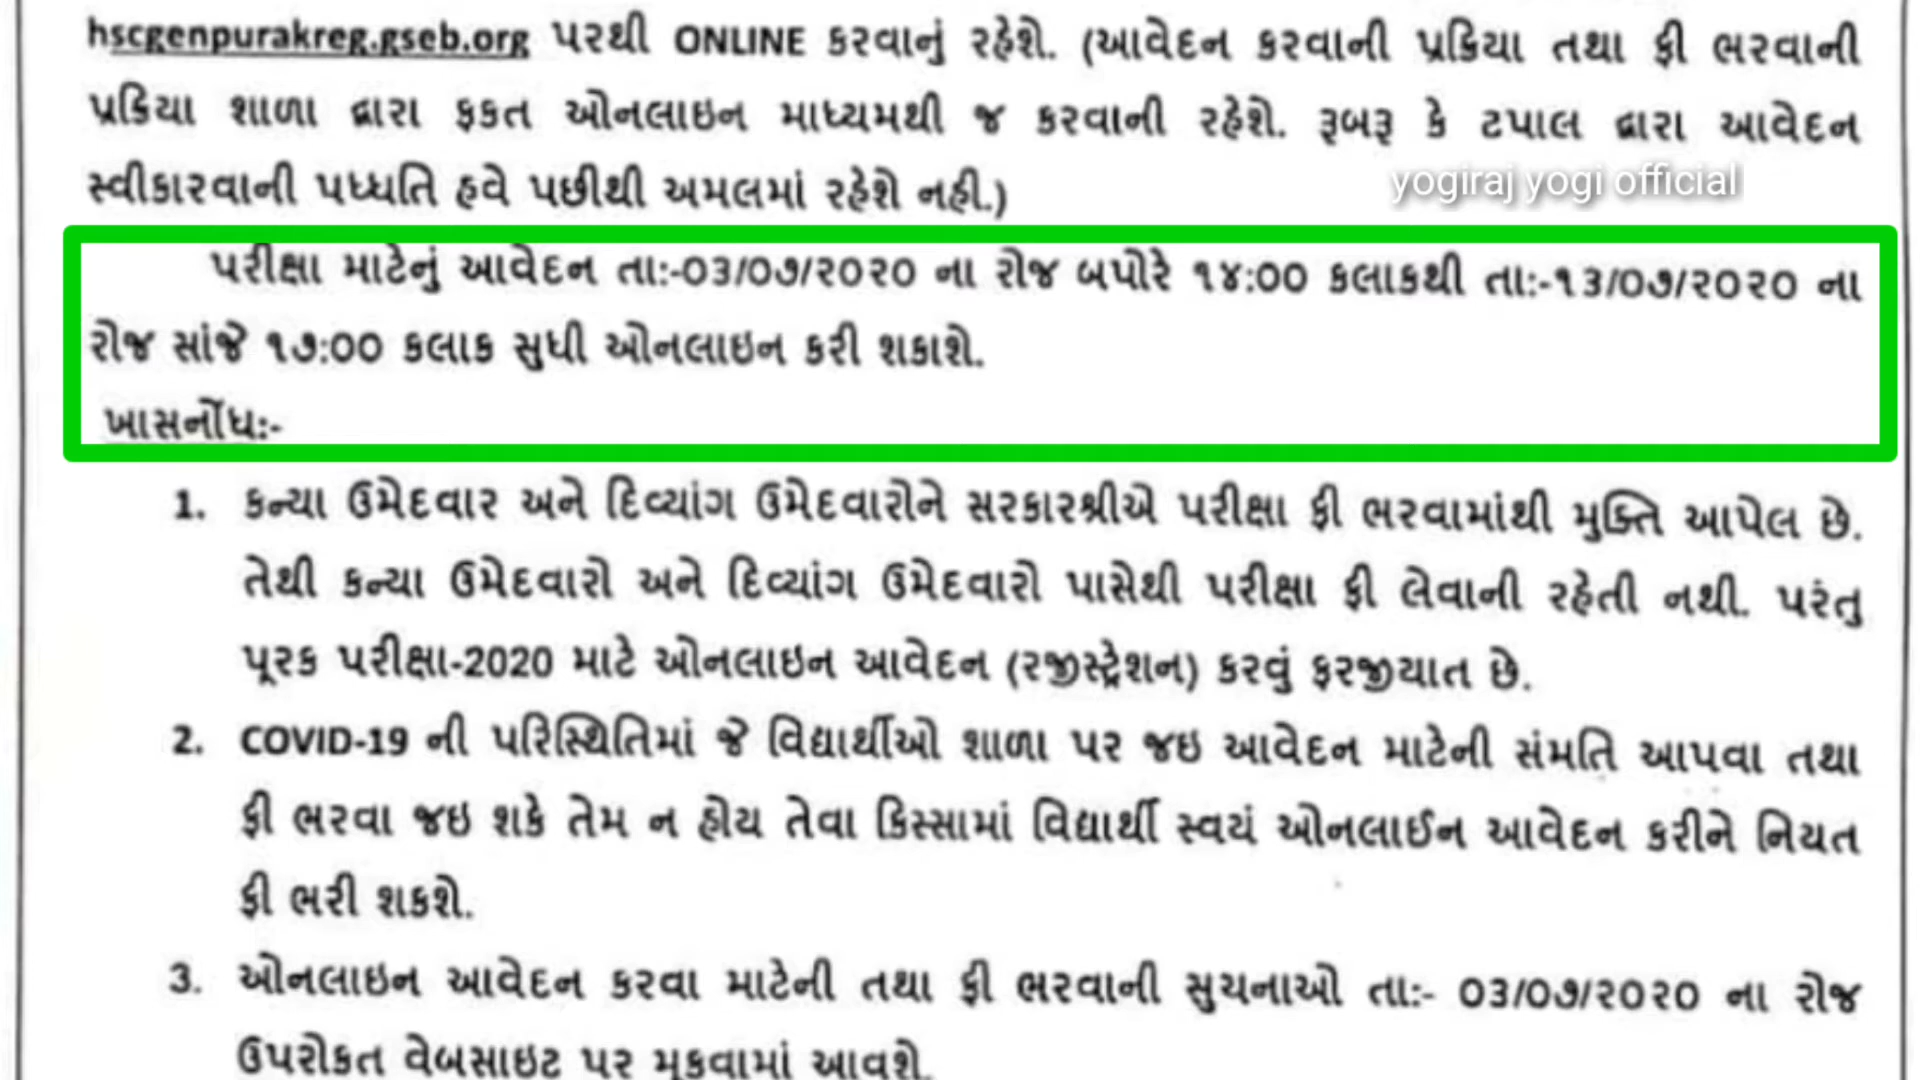 hscgenpurakreg.gseb.org પરથી ONLINE કરવાનું રહેશે. (આવેદન કરવાની પ્રક્રિયા તથા ફી ભરવાની
પ્રક્રિયા શાળા દ્વારા ફકત ઓનલાઇન માધ્યમથી જ કરવાની રહેશે. રૂબરૂ કે ટપાલ દ્વારા આવેદન
સ્વીકારવાની પધ્ધતિ હવે પછીથી અમલમાં રહેશે નહી.)
yogiraj yogi official
પરીક્ષા માટેનું આવેદન તા:-૦૩/૦૭/૨૦૨૦ ના રોજ બપોરે ૧૪:૦૦ કલાકથી તા:-૧૩/૦૭/૨૦૨૦ ના
રોજ સાંજે ૧૭:૦૦ કલાક સુધી ઓનલાઇન કરી શકાશે.
ખાસનોંધ:-
1. કન્યા ઉમેદવાર અને દિવ્યાંગ ઉમેદવારોને સરકારશ્રીએ પરીક્ષા ફી ભરવામાંથી મુક્તિ આપેલ છે.
તેથી કન્યા ઉમેદવારો અને દિવ્યાંગ ઉમેદવારો પાસેથી પરીક્ષા ફી લેવાની રહેતી નથી. પરંતુ
પૂરક પરીક્ષા-2020 માટે ઓનલાઇન આવેદન (રજીસ્ટ્રેશન) કરવું ફરજીયાત છે.
2. COVID-19 ની પરિસ્થિતિમાં જે વિદ્યાર્થીઓ શાળા પર જઇ આવેદન માટેની સંમતિ આપવા તથા
ફી ભરવા જઇ શકે તેમ ન હોય તેવા કિસ્સામાં વિદ્યાર્થી સ્વયં ઓનલાઈન આવેદન કરીને નિયત
ફી ભરી શકશે.
3. ઓનલાઇન આવેદન કરવા માટેની તથા ફી ભરવાની સુચનાઓ તા:- ૦૩/૦૭/૨૦૨૦ ના રોજ
ઉપરોકત વેબસાઇટ પર મૂકવામાં આવશે.